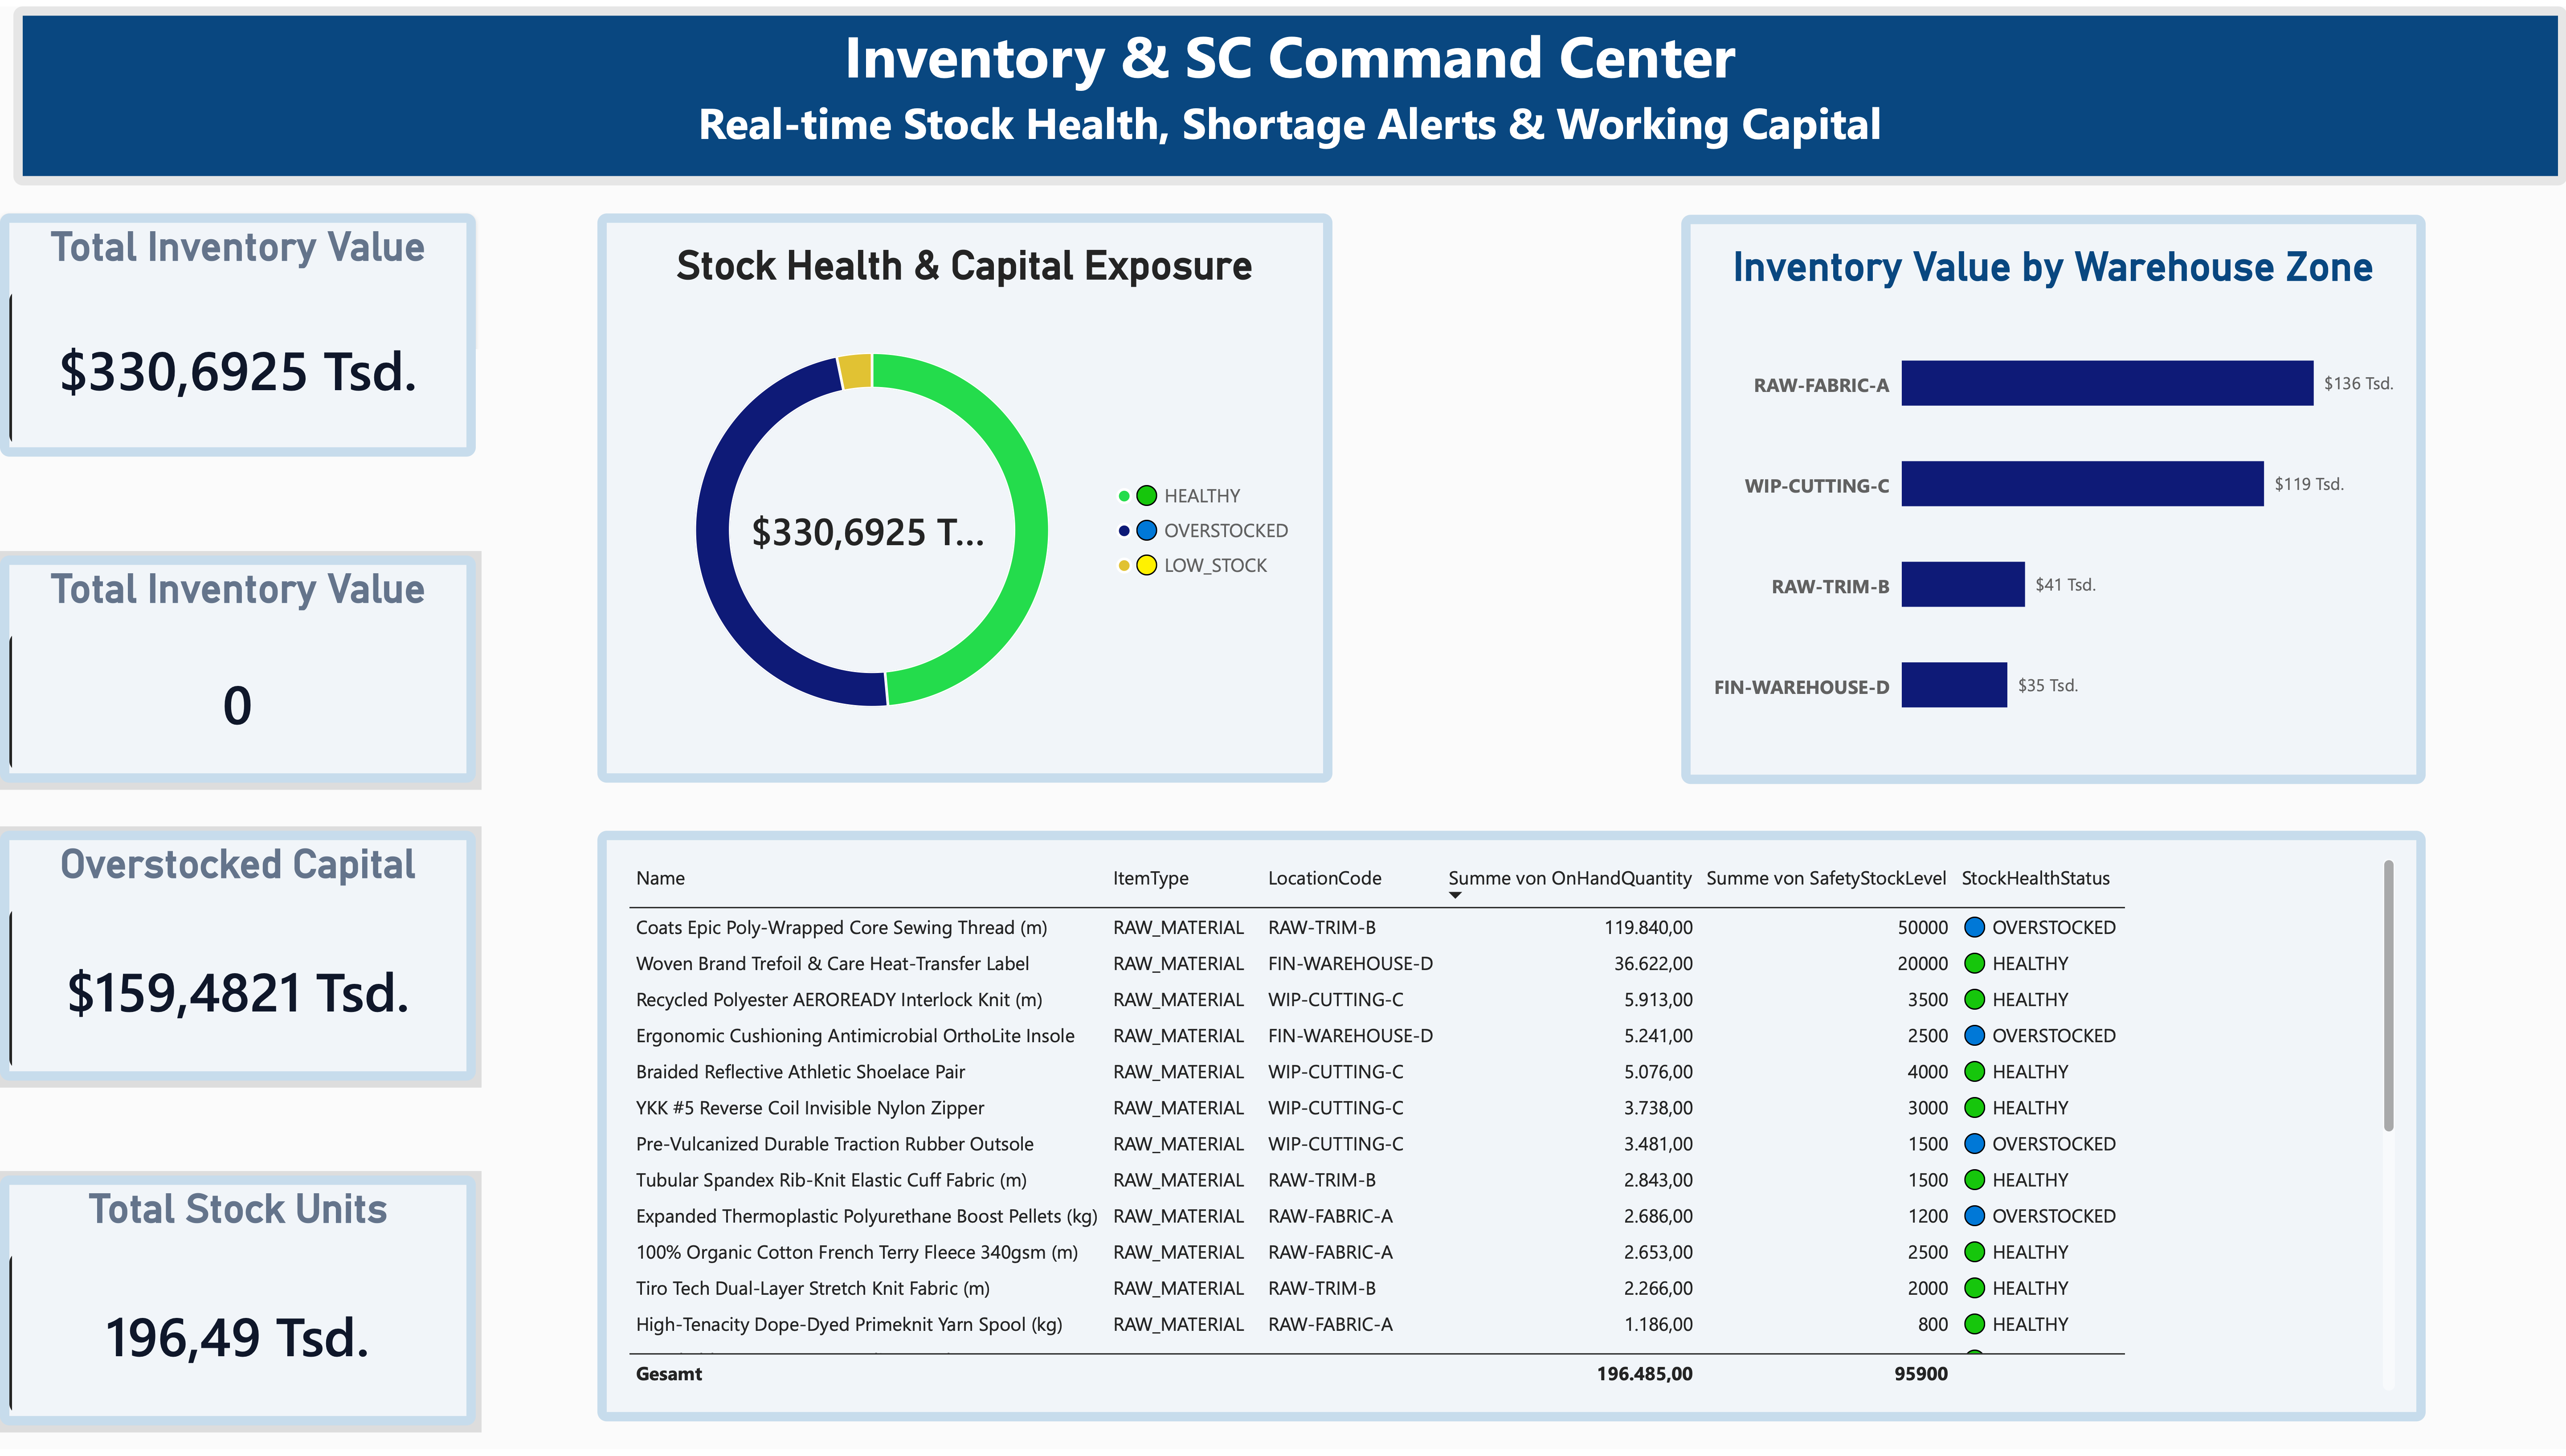 Inventory & SC Command Center
Real-time Stock Health, Shortage Alerts & Working Capital
Total Inventory Value
$330,6925 Tsd.
Total Inventory Value
0
Overstocked Capital
$159,4821 Tsd.
Total Stock Units
196,49 Tsd.
Stock Health & Capital Exposure
$330,6925 T...
HEALTHY
OVERSTOCKED
LOW_STOCK
Inventory Value by Warehouse Zone
RAW-FABRIC-A $136 Tsd.
WIP-CUTTING-C $119 Tsd.
RAW-TRIM-B $41 Tsd.
FIN-WAREHOUSE-D $35 Tsd.
Name ItemType LocationCode Summe von OnHandQuantity Summe von SafetyStockLevel StockHealthStatus
Coats Epic Poly-Wrapped Core Sewing Thread (m) RAW_MATERIAL RAW-TRIM-B 119.840,00 50000 OVERSTOCKED
Woven Brand Trefoil & Care Heat-Transfer Label RAW_MATERIAL FIN-WAREHOUSE-D 36.622,00 20000 HEALTHY
Recycled Polyester AEROREADY Interlock Knit (m) RAW_MATERIAL WIP-CUTTING-C 5.913,00 3500 HEALTHY
Ergonomic Cushioning Antimicrobial OrthoLite Insole RAW_MATERIAL FIN-WAREHOUSE-D 5.241,00 2500 OVERSTOCKED
Braided Reflective Athletic Shoelace Pair RAW_MATERIAL WIP-CUTTING-C 5.076,00 4000 HEALTHY
YKK #5 Reverse Coil Invisible Nylon Zipper RAW_MATERIAL WIP-CUTTING-C 3.738,00 3000 HEALTHY
Pre-Vulcanized Durable Traction Rubber Outsole RAW_MATERIAL WIP-CUTTING-C 3.481,00 1500 OVERSTOCKED
Tubular Spandex Rib-Knit Elastic Cuff Fabric (m) RAW_MATERIAL RAW-TRIM-B 2.843,00 1500 HEALTHY
Expanded Thermoplastic Polyurethane Boost Pellets (kg) RAW_MATERIAL RAW-FABRIC-A 2.686,00 1200 OVERSTOCKED
100% Organic Cotton French Terry Fleece 340gsm (m) RAW_MATERIAL RAW-FABRIC-A 2.653,00 2500 HEALTHY
Tiro Tech Dual-Layer Stretch Knit Fabric (m) RAW_MATERIAL RAW-TRIM-B 2.266,00 2000 HEALTHY
High-Tenacity Dope-Dyed Primeknit Yarn Spool (kg) RAW_MATERIAL RAW-FABRIC-A 1.186,00 800 HEALTHY
Gesamt 196.485,00 95900